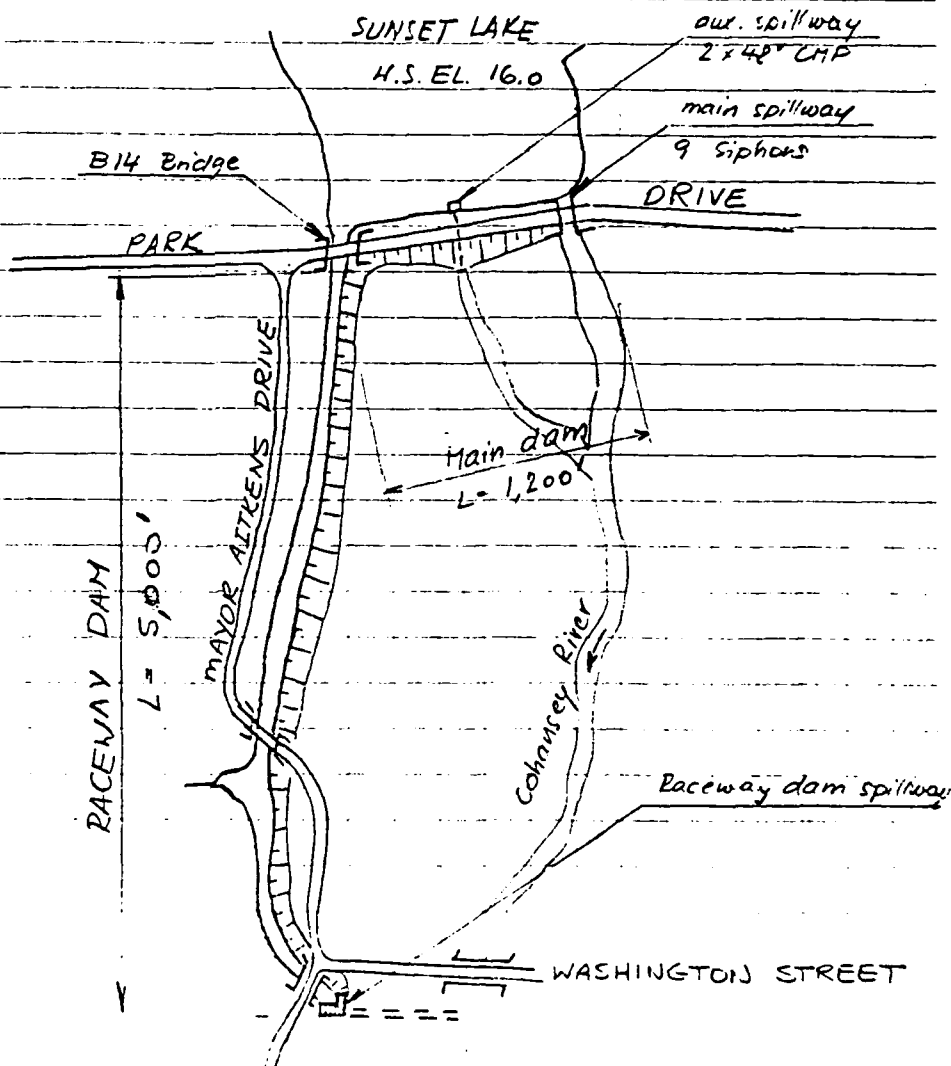 SUNSET LAKE
H.S. EL. 16.0
aux. spillway
2 x 48" CMP
main spillway
9 Siphons
B14 Bridge
DRIVE
PARK
MAYOR AITKENS DRIVE
Main dam
L = 1,200'
RACEWAY DAM
L = 5,000'
Cohansey River
Raceway dam spillway
WASHINGTON STREET